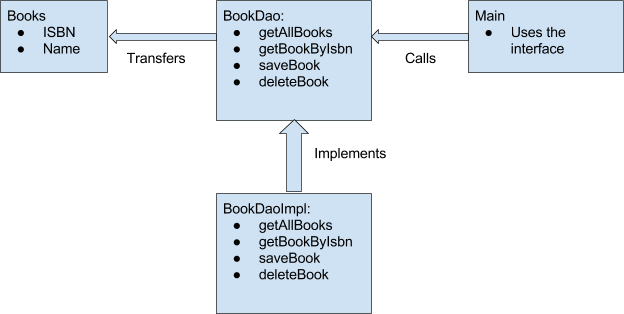 Books
● ISBN
● Name
Transfers
BookDao:
● getAllBooks
● getBookByIsbn
● saveBook
● deleteBook
Calls
Main
● Uses the
interface
Implements
BookDaoImpl:
● getAllBooks
● getBookByIsbn
● saveBook
● deleteBook